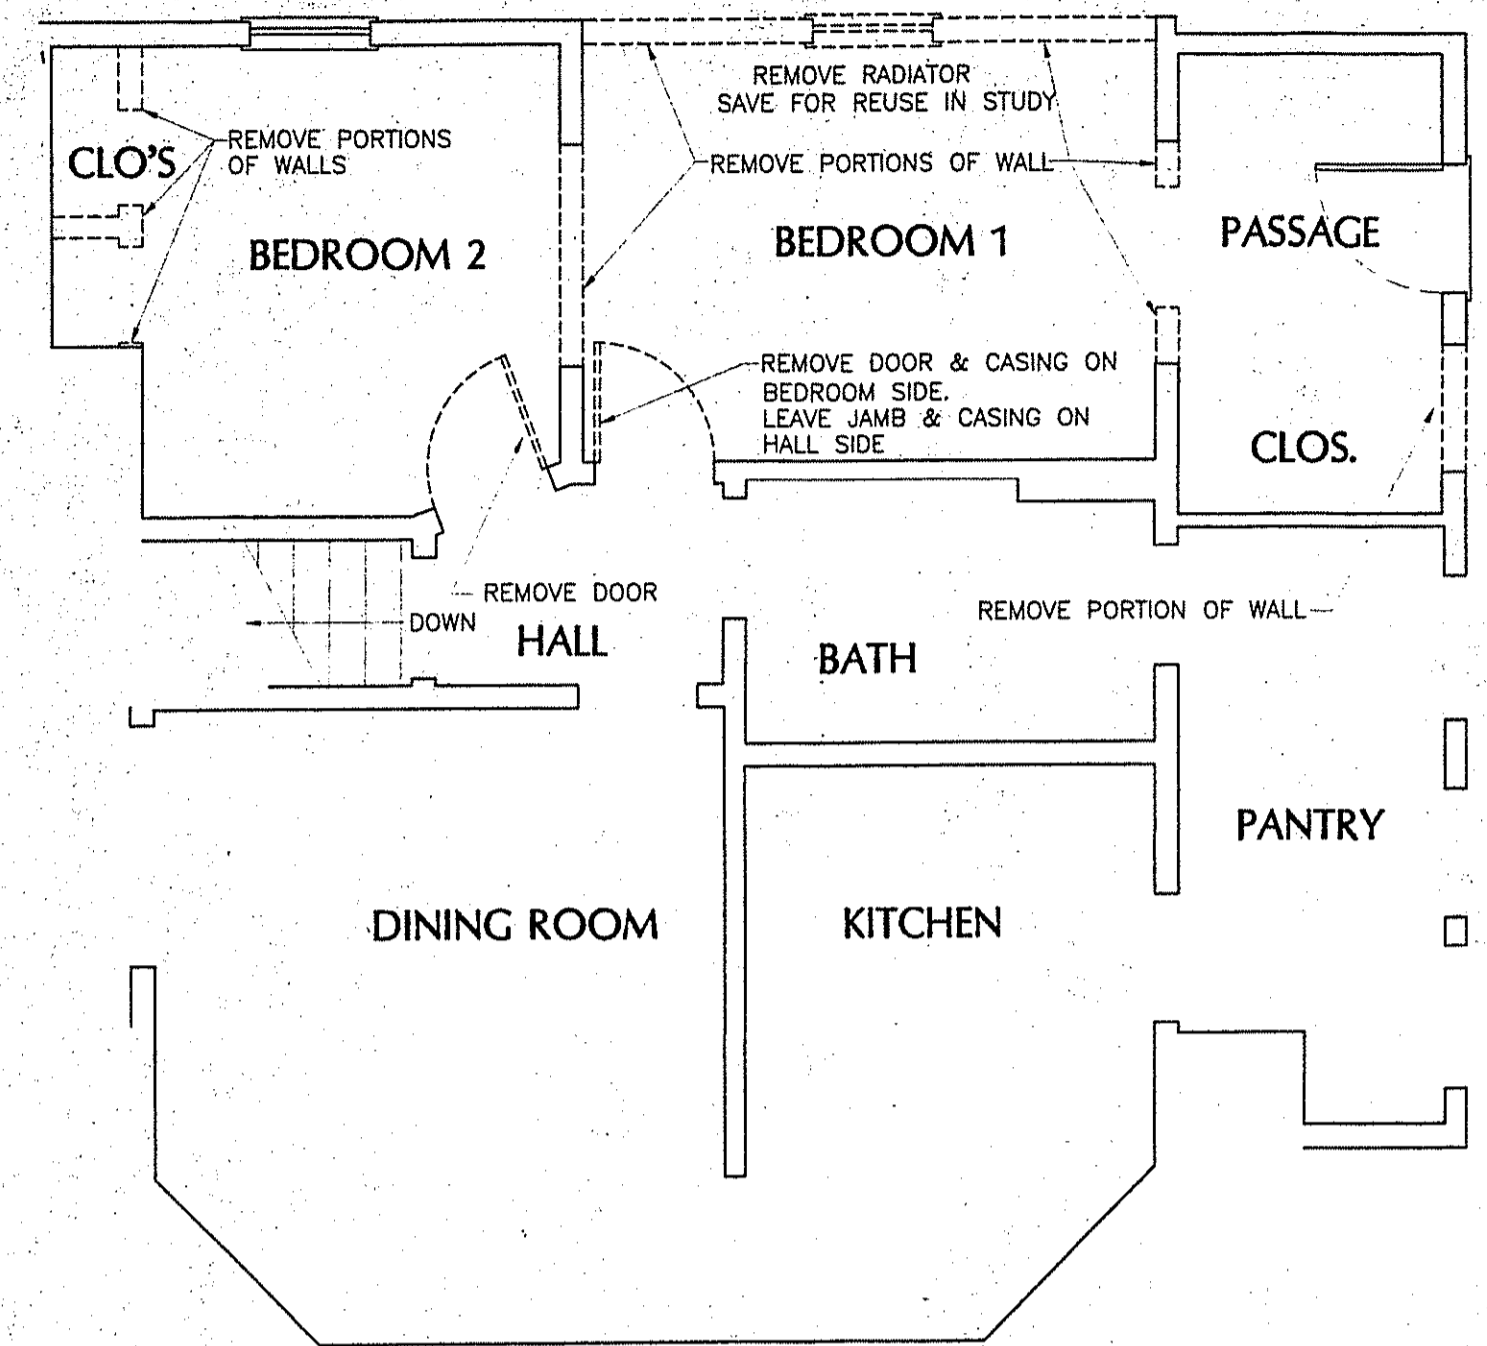 REMOVE RADIATOR
SAVE FOR REUSE IN STUDY
REMOVE PORTIONS
OF WALLS
CLO'S
REMOVE PORTIONS OF WALL
BEDROOM 2
BEDROOM 1
PASSAGE
REMOVE DOOR & CASING ON
BEDROOM SIDE.
LEAVE JAMB & CASING ON
HALL SIDE
CLOS.
REMOVE DOOR
DOWN
HALL
REMOVE PORTION OF WALL
BATH
PANTRY
DINING ROOM
KITCHEN